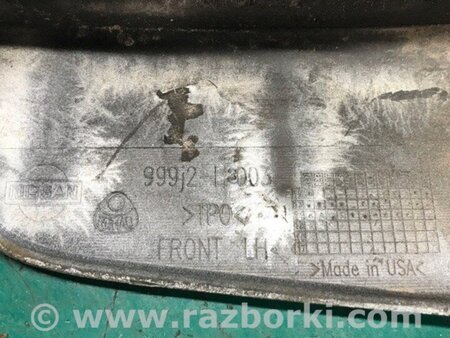 NISSAN
999J2
>TPO<
FRONT LH
>Made in USA<
www.razborki.com